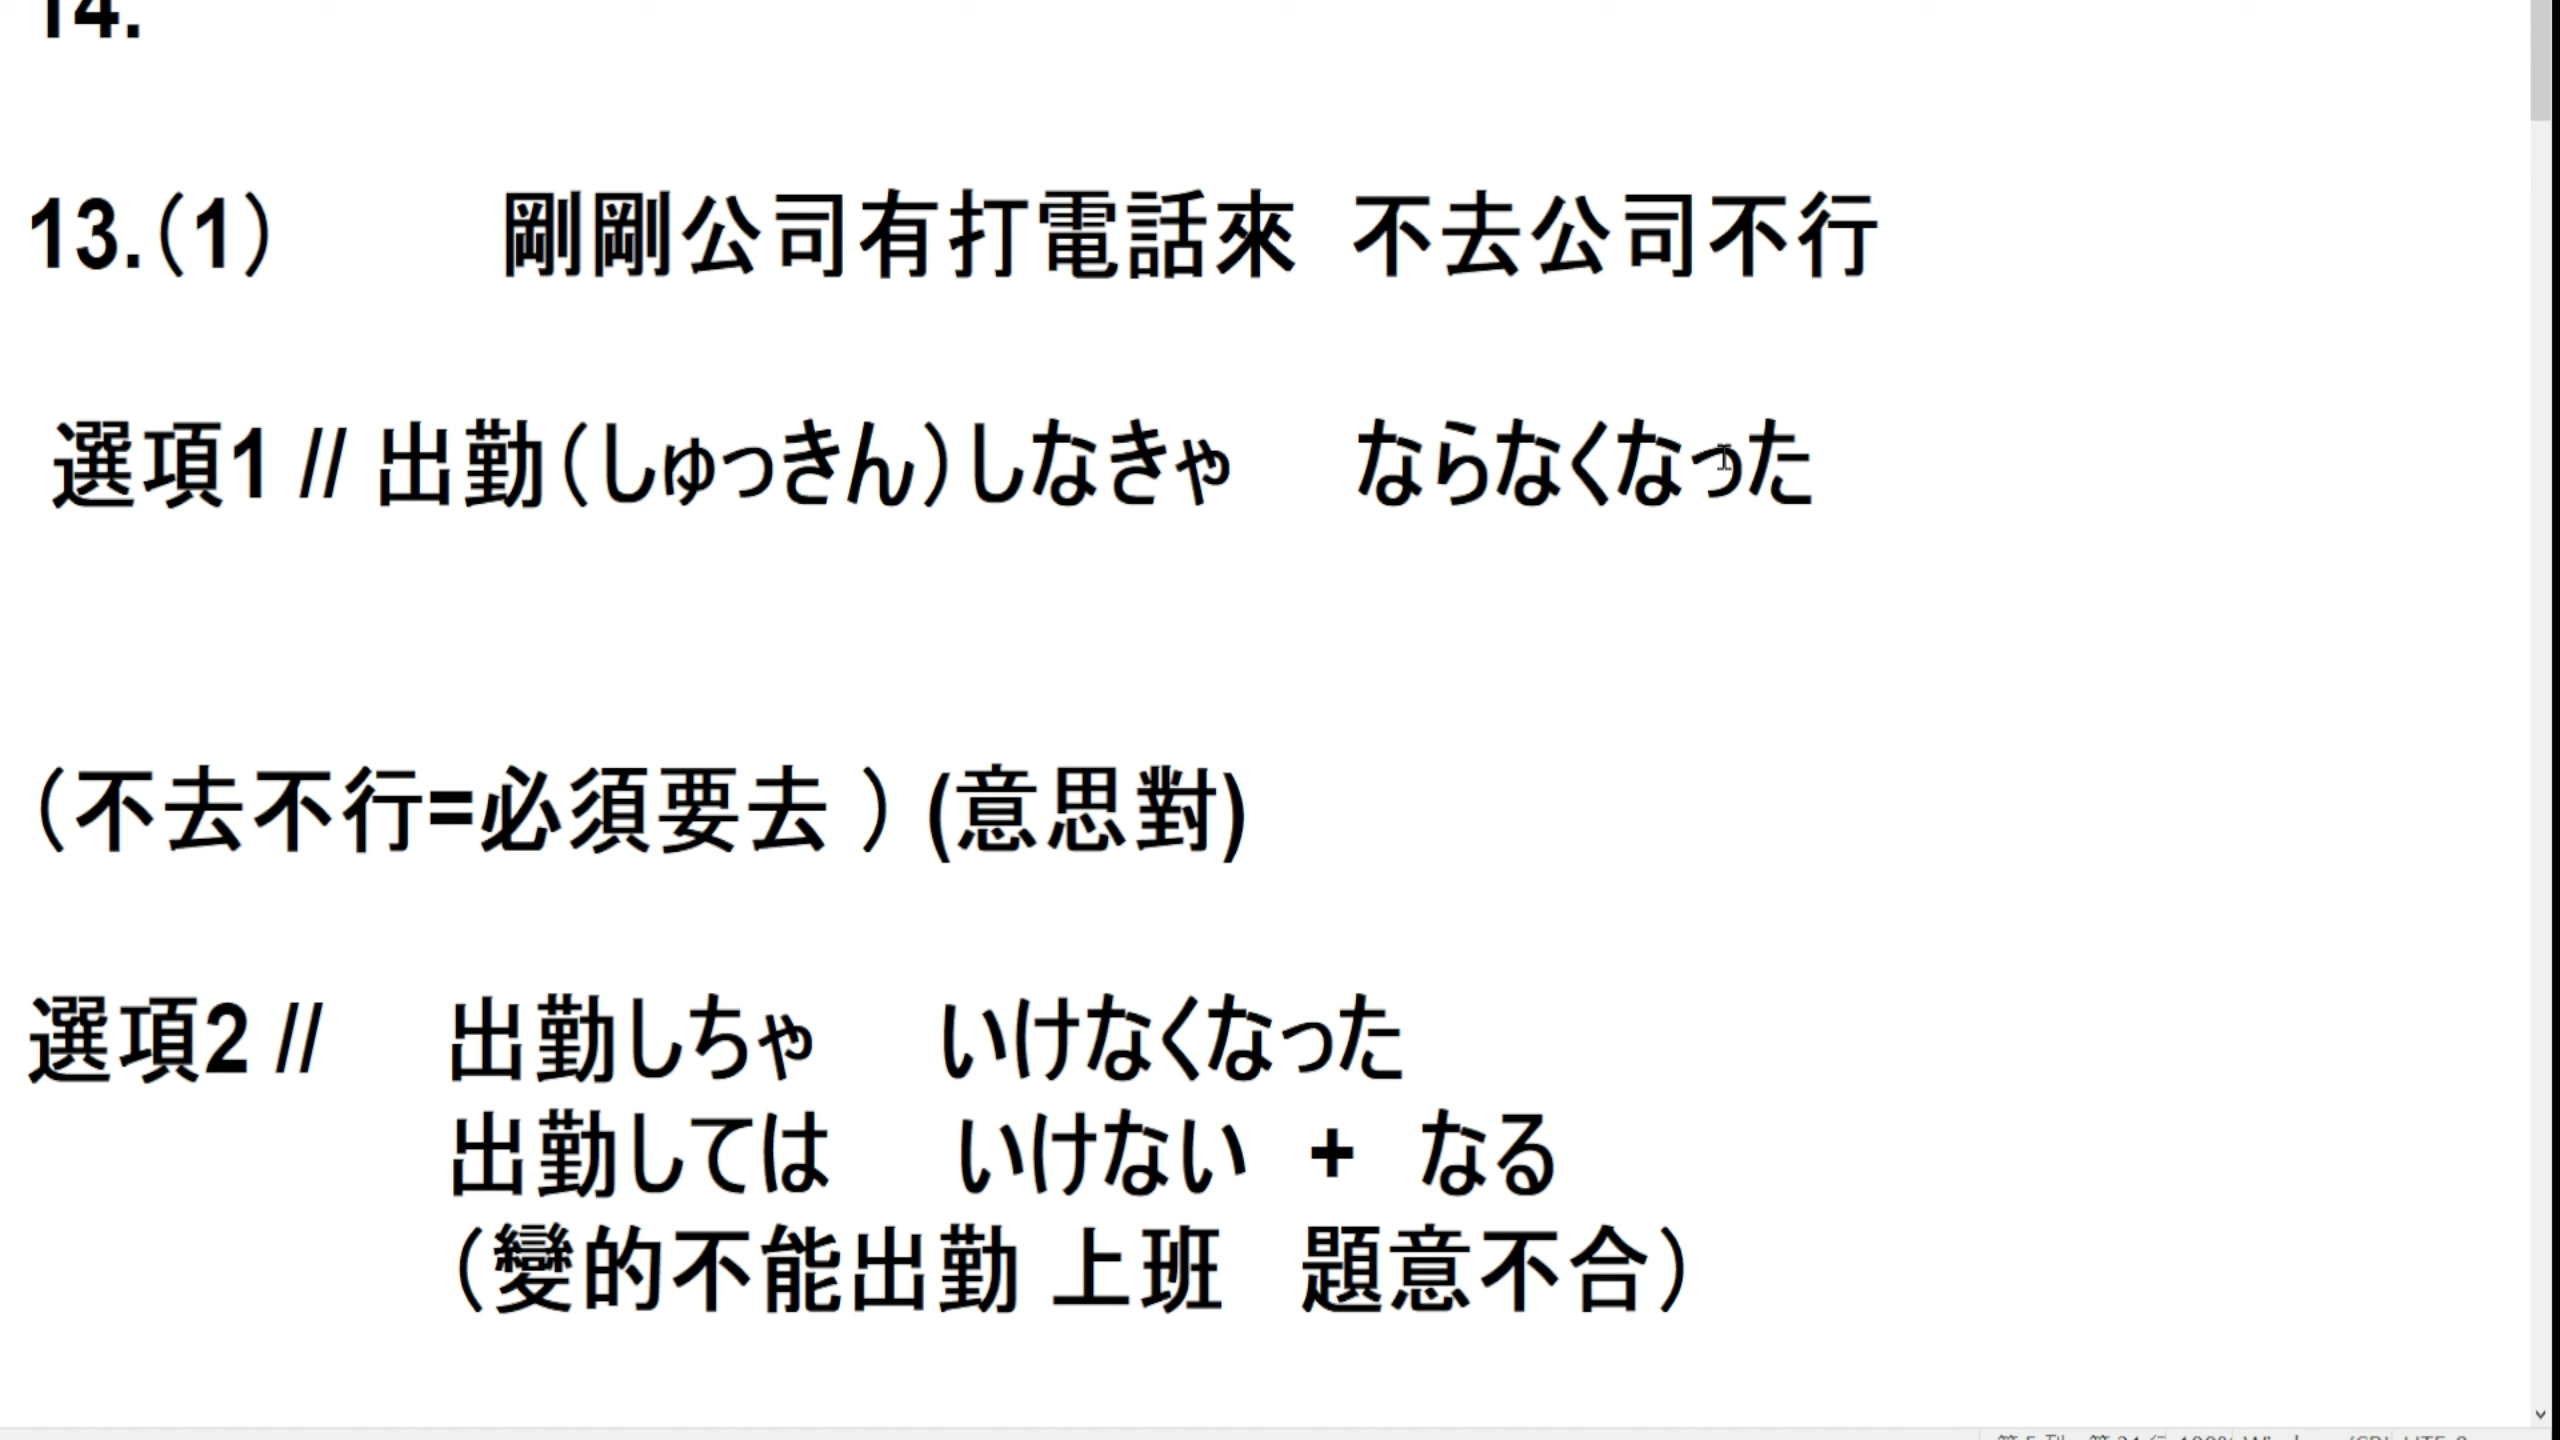 14.
13.（1） 剛剛公司有打電話來 不去公司不行
選項1 // 出勤（しゅっきん）しなきゃ ならなくなった
（不去不行=必須要去 ）(意思對)
選項2 // 出勤しちゃ いけなくなった
出勤しては いけない + なる
（變的不能出勤 上班 題意不合）